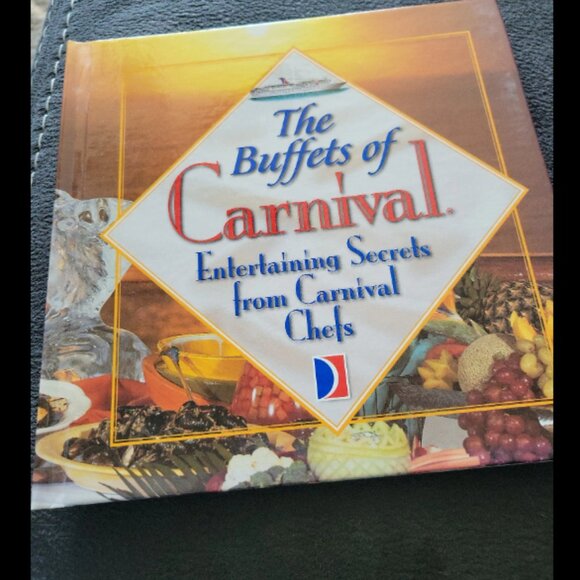 The
Buffets of
Carnival®
Entertaining Secrets
from Carnival
Chefs